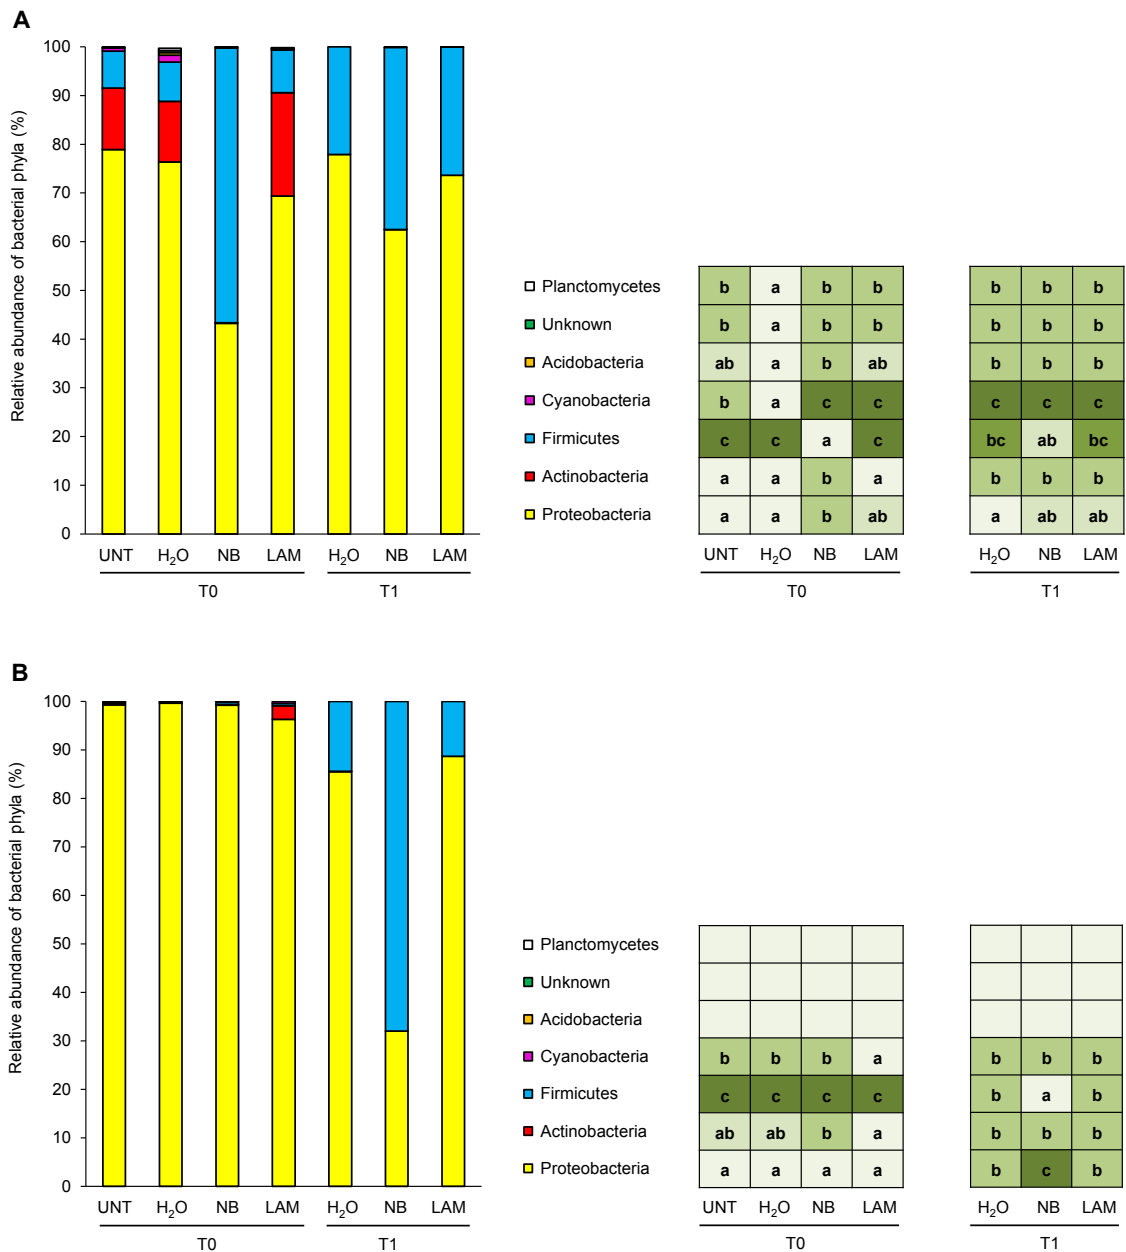 A
Relative abundance of bacterial phyla (%)
100
90
80
70
60
50
40
30
20
10
0
UNT H₂O NB LAM H₂O NB LAM
T0 T1
Planctomycetes b a b b b b b
Unknown b a b b b b b
Acidobacteria ab a b ab b b b
Cyanobacteria b a c c c c c
Firmicutes c c a c bc ab bc
Actinobacteria a a b a b b b
Proteobacteria a a b ab a ab ab
UNT H₂O NB LAM H₂O NB LAM
T0 T1
B
Relative abundance of bacterial phyla (%)
100
90
80
70
60
50
40
30
20
10
0
UNT H₂O NB LAM H₂O NB LAM
T0 T1
Planctomycetes
Unknown
Acidobacteria
Cyanobacteria b b b a b b b
Firmicutes c c c c b a b
Actinobacteria ab ab b a b b b
Proteobacteria a a a a b c b
UNT H₂O NB LAM H₂O NB LAM
T0 T1